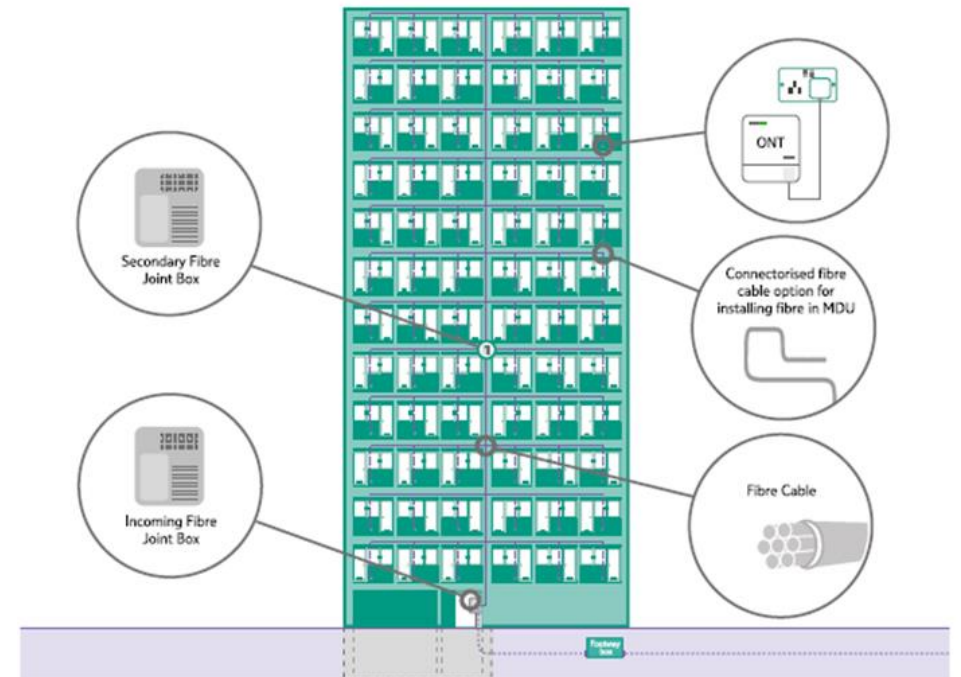 ONT
Secondary Fibre
Joint Box
Connectorised fibre
cable option for
installing fibre in MDU
Incoming Fibre
Joint Box
Fibre Cable
Footway
box